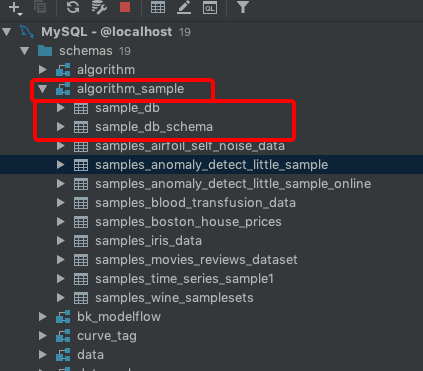 MySQL - @localhost 19
schemas 19
algorithm
algorithm_sample
sample_db
sample_db_schema
samples_airfoil_self_noise_data
samples_anomaly_detect_little_sample
samples_anomaly_detect_little_sample_online
samples_blood_transfusion_data
samples_boston_house_prices
samples_iris_data
samples_movies_reviews_dataset
samples_time_series_sample1
samples_wine_samplesets
bk_modelflow
curve_tag
data